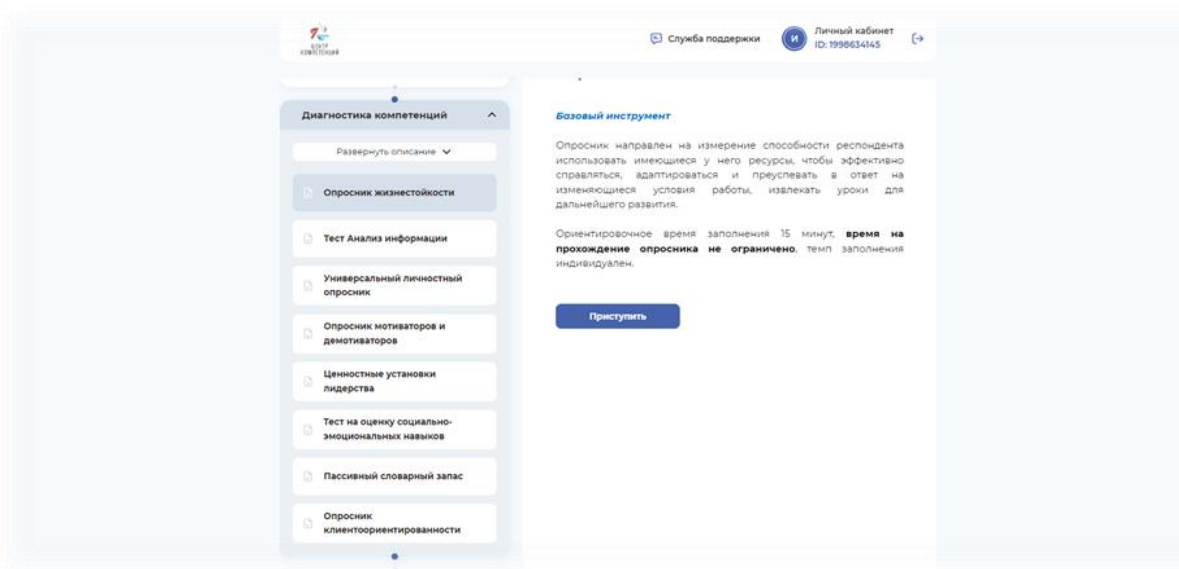 ЦЕНТР
КОМПЕТЕНЦИЙ
Служба поддержки
И
Личный кабинет
ID: 1998634145
Диагностика компетенций
Развернуть описание
Опросник жизнестойкости
Тест Анализ информации
Универсальный личностный
опросник
Опросник мотиваторов и
демотиваторов
Ценностные установки
лидерства
Тест на оценку социально-
эмоциональных навыков
Пассивный словарный запас
Опросник
клиентоориентированности
Базовый инструмент
Опросник направлен на измерение способности респондента
использовать имеющиеся у него ресурсы, чтобы эффективно
справляться, адаптироваться и преуспевать в ответ на
изменяющиеся условия работы, извлекать уроки для
дальнейшего развития.
Ориентировочное время заполнения 15 минут, время на
прохождение опросника не ограничено, темп заполнения
индивидуален.
Приступить